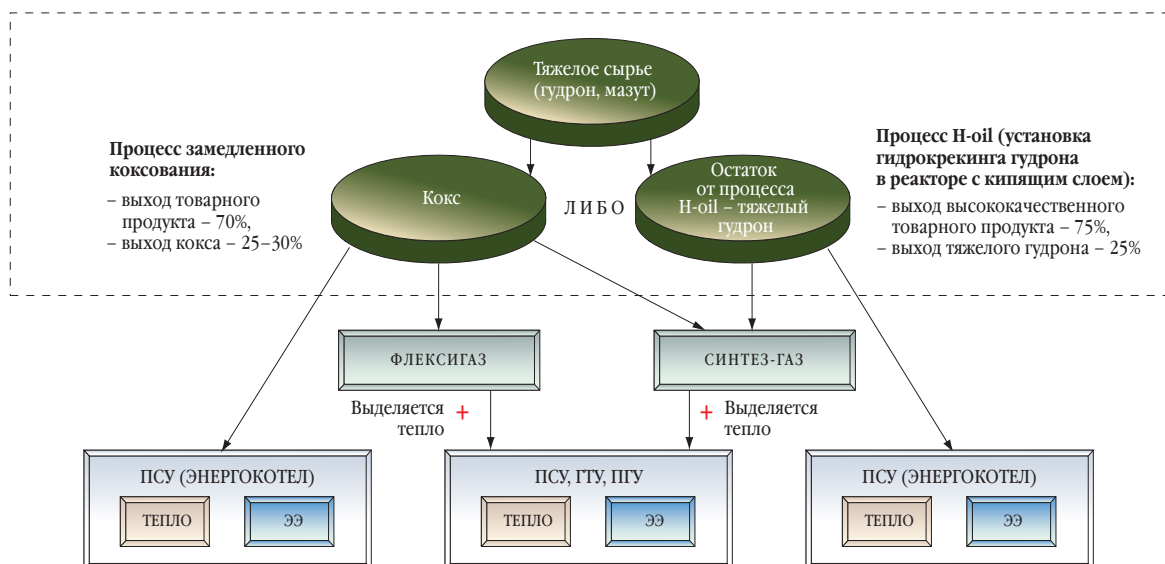 Тяжелое сырье
(гудрон, мазут)
Процесс замедленного
коксования:
– выход товарного
продукта – 70%,
– выход кокса – 25–30%
Кокс
ЛИБО
Остаток
от процесса
H-oil – тяжелый
гудрон
Процесс H-oil (установка
гидрокрекинга гудрона
в реакторе с кипящим слоем):
– выход высококачественного
товарного продукта – 75%,
– выход тяжелого гудрона – 25%
ФЛЕКСИГАЗ
СИНТЕЗ-ГАЗ
Выделяется
тепло
+
+
Выделяется
тепло
ПСУ (ЭНЕРГОКОТЕЛ)
ТЕПЛО
ЭЭ
ПСУ, ГТУ, ПГУ
ТЕПЛО
ЭЭ
ПСУ (ЭНЕРГОКОТЕЛ)
ТЕПЛО
ЭЭ